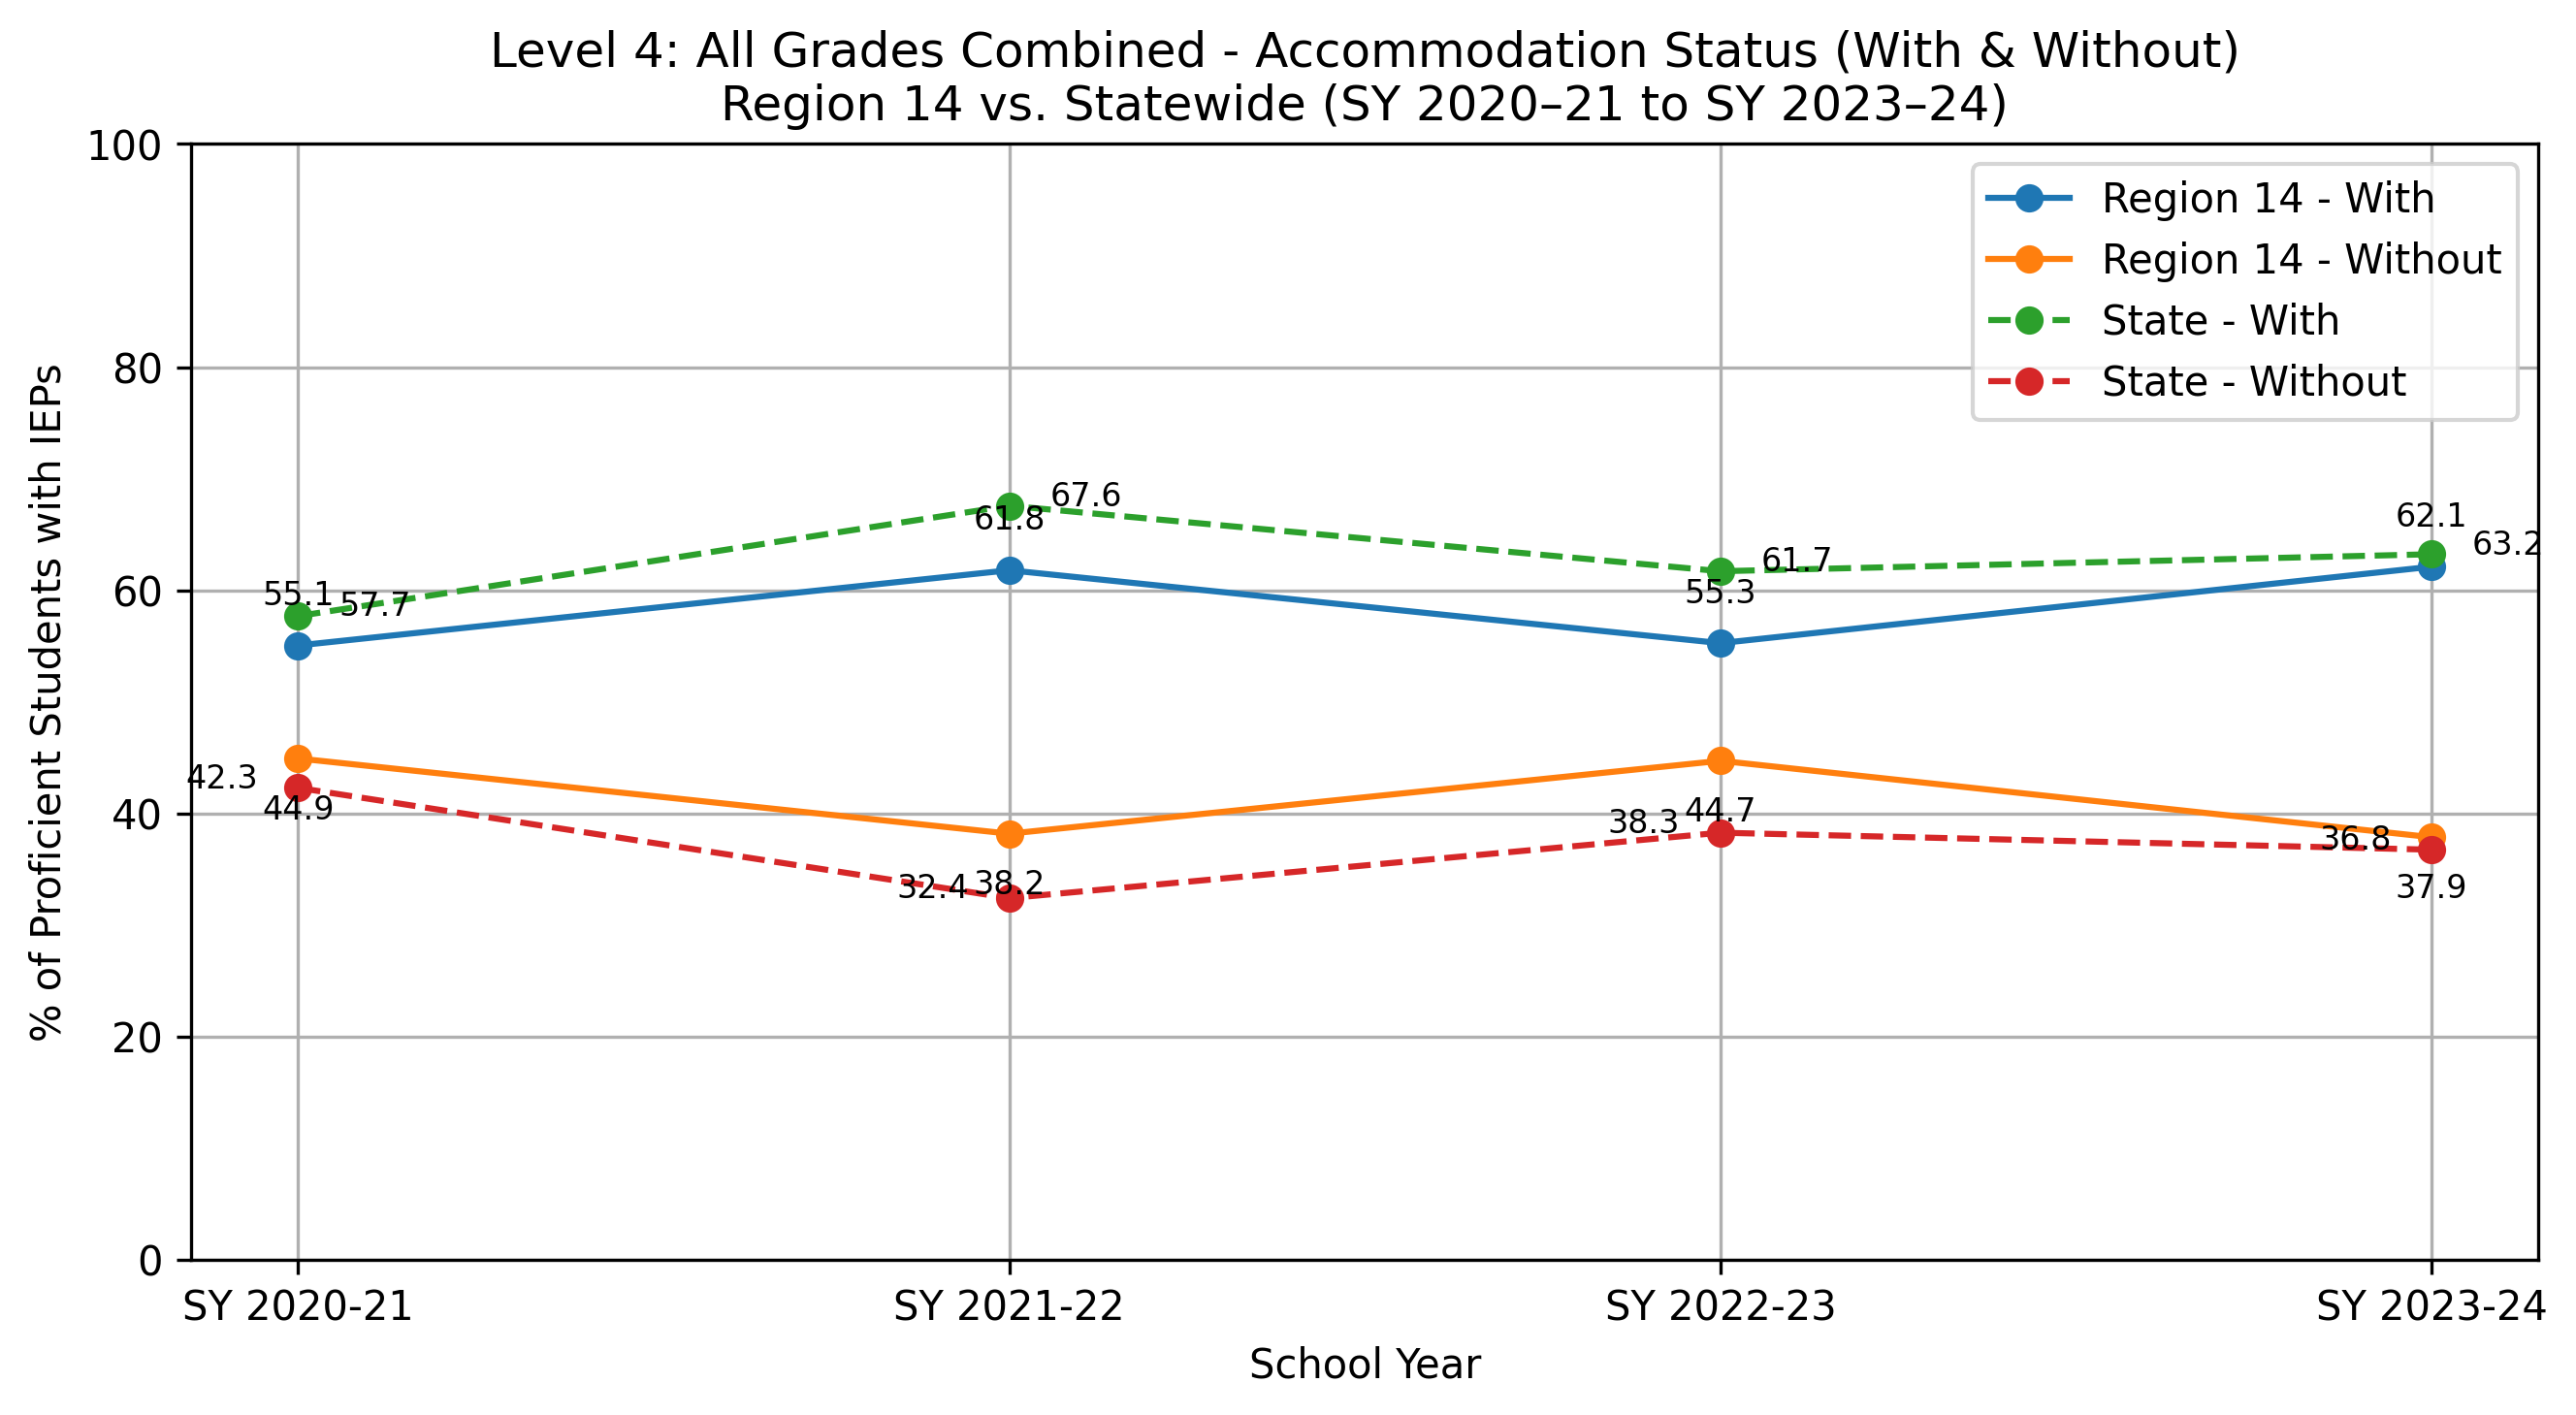 Level 4: All Grades Combined - Accommodation Status (With & Without)
Region 14 vs. Statewide (SY 2020–21 to SY 2023–24)
% of Proficient Students with IEPs
100
80
60
40
20
0
Region 14 - With
Region 14 - Without
State - With
State - Without
67.6
61.8
62.1
63.2
61.7
55.3
55.1
57.7
42.3
44.9
38.3
44.7
36.8
32.4
38.2
37.9
SY 2020-21
SY 2021-22
SY 2022-23
SY 2023-24
School Year